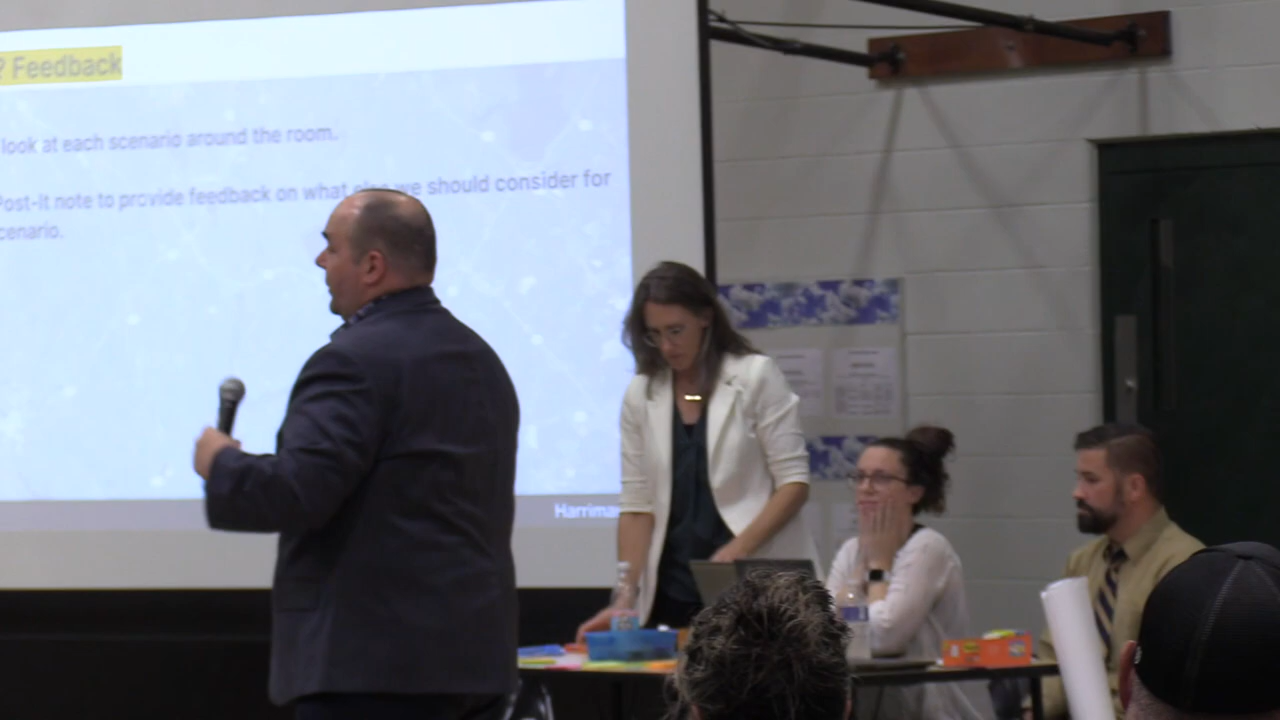 ? Feedback
look at each scenario around the room.
Post-It note to provide feedback on what else we should consider for
cenario.
Harriman